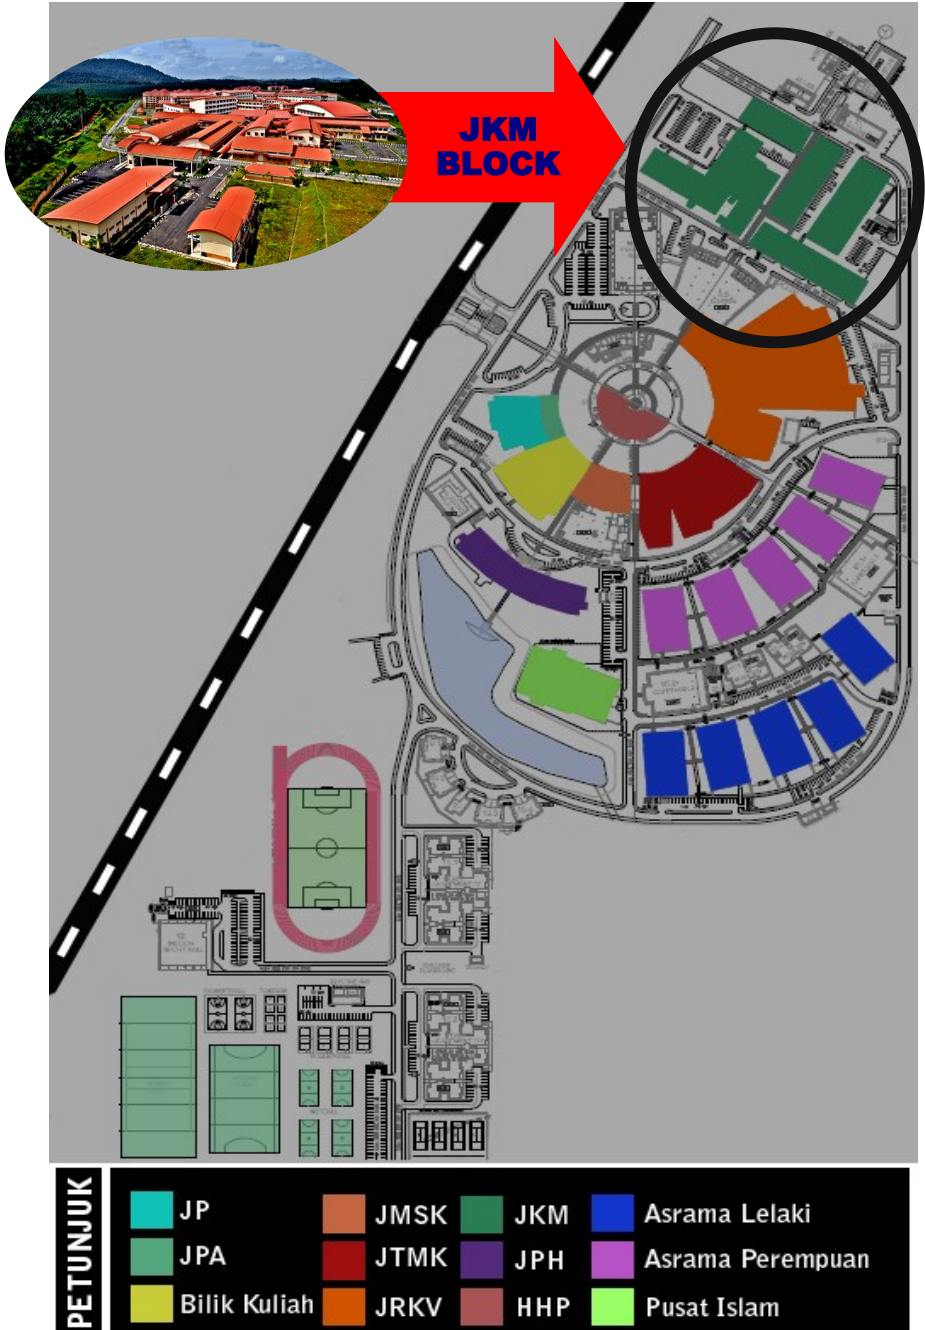 JKM
BLOCK
PETUNJUK
JP
JPA
Bilik Kuliah
JMSK
JTMK
JRKV
JKM
JPH
HHP
Asrama Lelaki
Asrama Perempuan
Pusat Islam